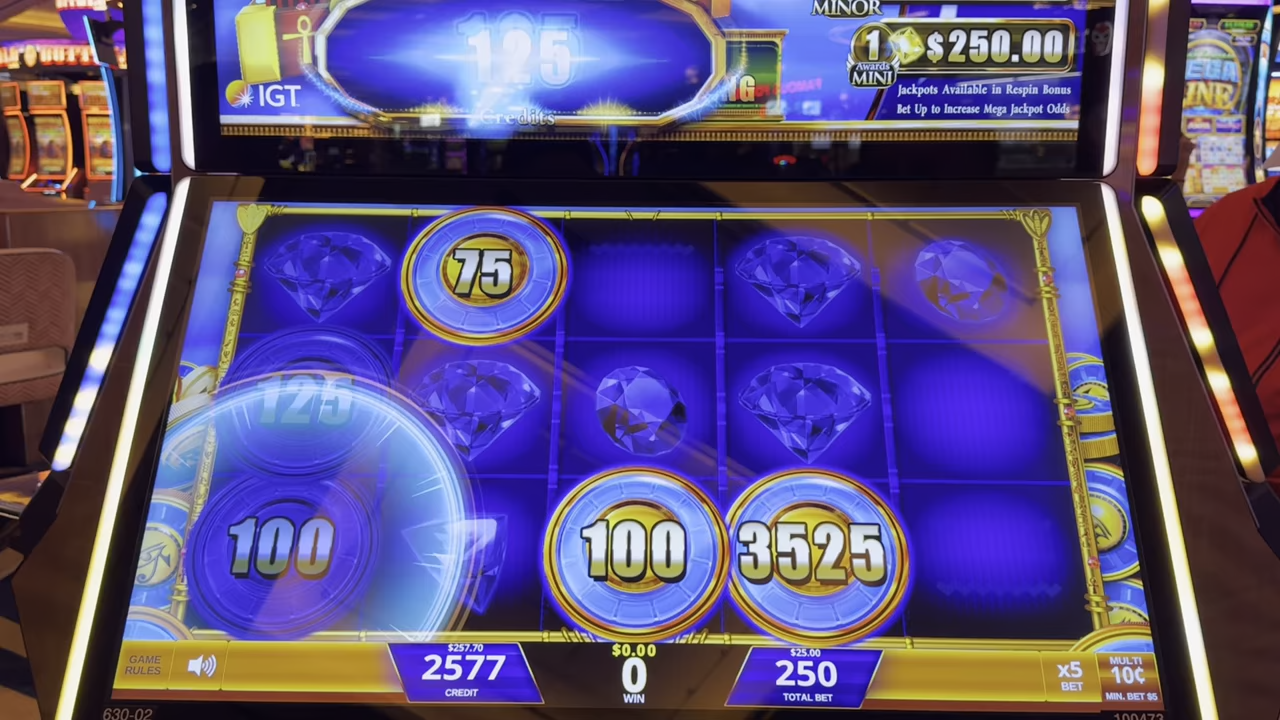 MINOR
125
1
Awards
MINI
$250.00
IGT
Credits
Jackpots Available in Respin Bonus
Bet Up to Increase Mega Jackpot Odds
75
125
100
100
3525
GAME
RULES
$257.70
2577
CREDIT
$0.00
0
WIN
$25.00
250
TOTAL BET
x5
BET
MULTI
10¢
MIN. BET $5
630-02